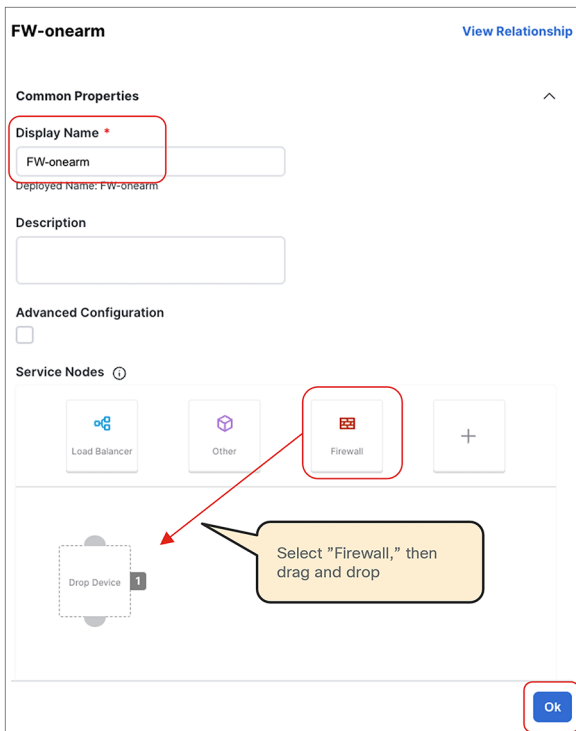 FW-onearm
View Relationship
Common Properties
Display Name *
FW-onearm
Deployed Name: FW-onearm
Description
Advanced Configuration
Service Nodes
Load Balancer
Other
Firewall
+
Select ”Firewall,” then
drag and drop
Drop Device
1
Ok